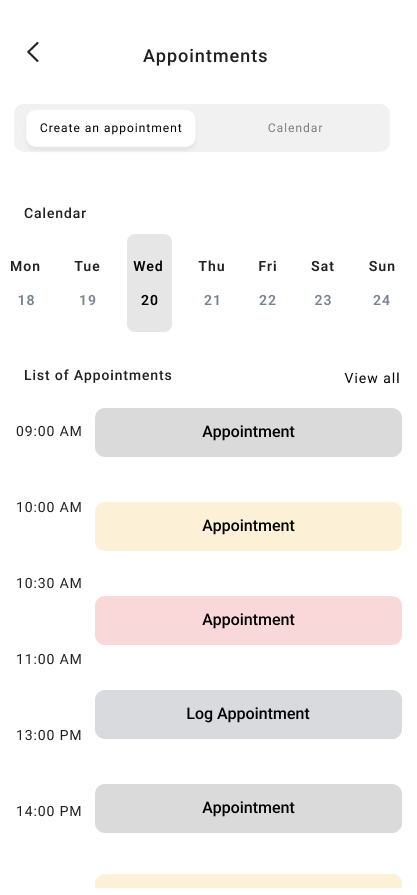 Appointments
Create an appointment Calendar
Calendar
Mon Tue Wed Thu Fri Sat Sun
18 19 20 21 22 23 24
List of Appointments View all
09:00 AM Appointment
10:00 AM Appointment
10:30 AM Appointment
11:00 AM
Log Appointment
13:00 PM
14:00 PM Appointment